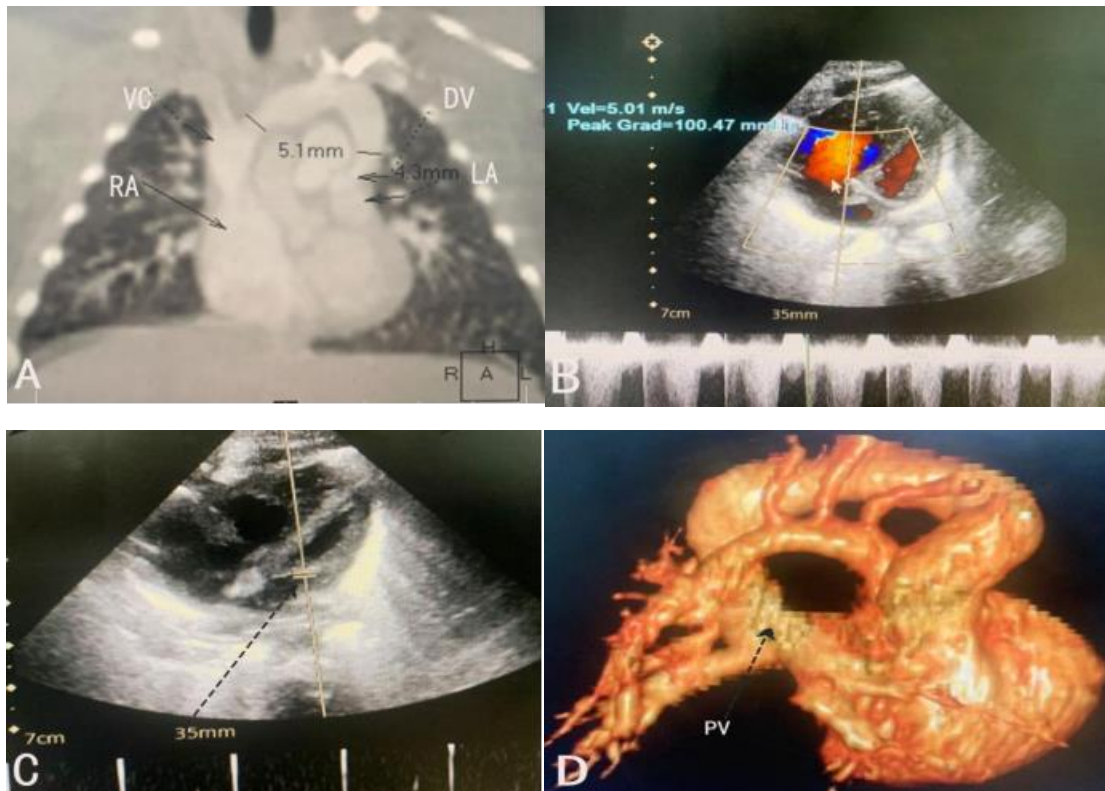 VC
DV
5.1mm
4.3mm
RA
LA
H
R A L
A
1 Vel=5.01 m/s
Peak Grad=100.47
7cm 35mm
B
7cm
35mm
C
PV
D